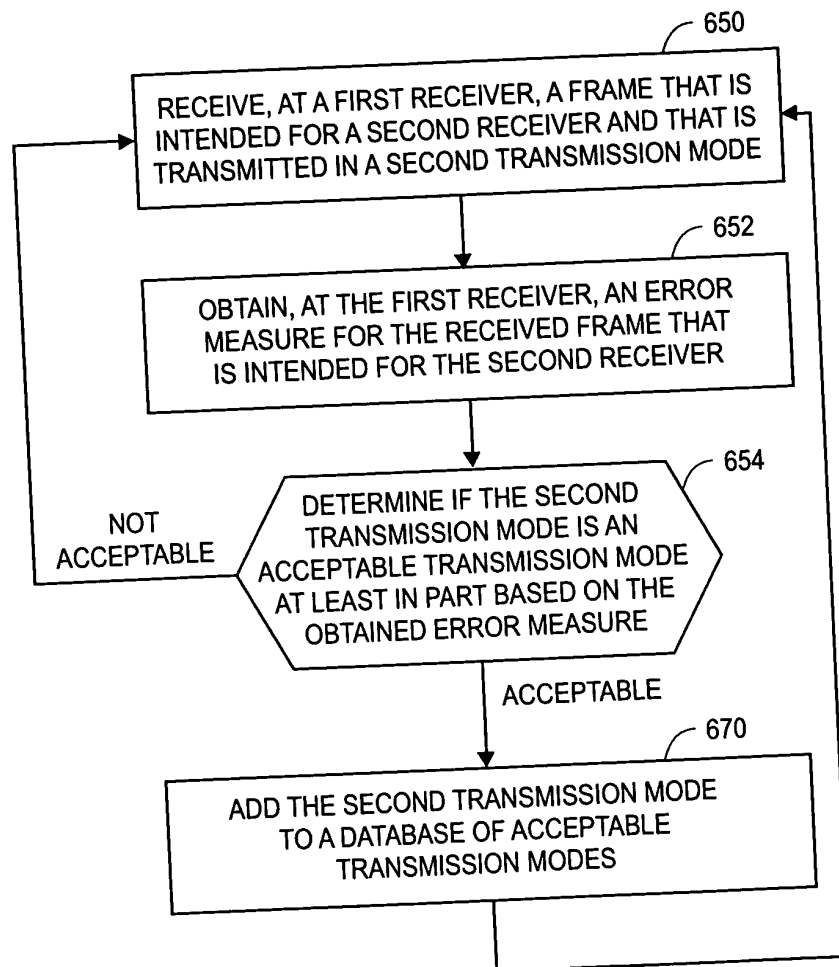 650
RECEIVE, AT A FIRST RECEIVER, A FRAME THAT IS
INTENDED FOR A SECOND RECEIVER AND THAT IS
TRANSMITTED IN A SECOND TRANSMISSION MODE
652
OBTAIN, AT THE FIRST RECEIVER, AN ERROR
MEASURE FOR THE RECEIVED FRAME THAT
IS INTENDED FOR THE SECOND RECEIVER
654
DETERMINE IF THE SECOND
TRANSMISSION MODE IS AN
ACCEPTABLE TRANSMISSION MODE
AT LEAST IN PART BASED ON THE
OBTAINED ERROR MEASURE
NOT
ACCEPTABLE
ACCEPTABLE
670
ADD THE SECOND TRANSMISSION MODE
TO A DATABASE OF ACCEPTABLE
TRANSMISSION MODES